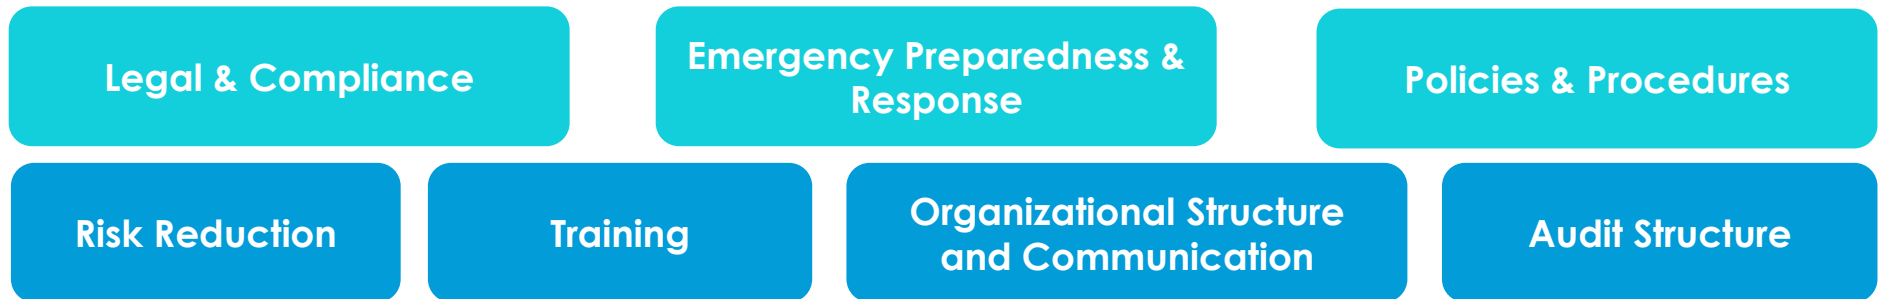 Legal & Compliance
Emergency Preparedness &
Response
Policies & Procedures
Risk Reduction
Training
Organizational Structure
and Communication
Audit Structure